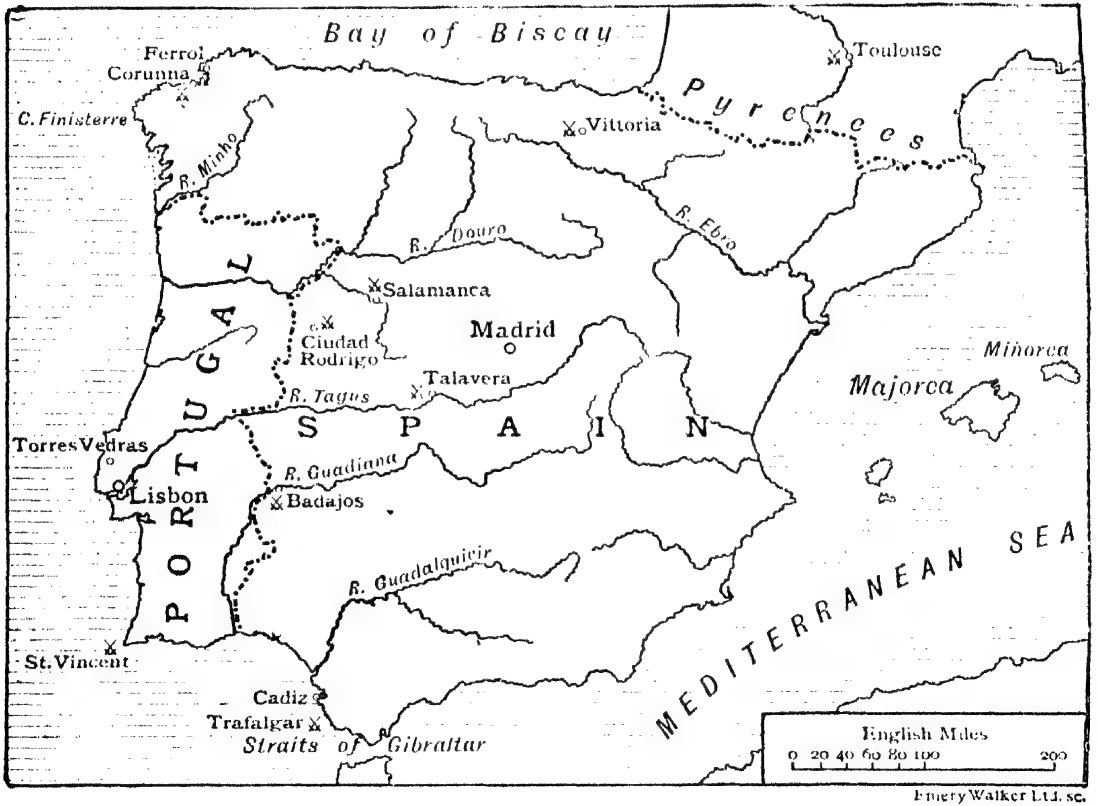 Bay of Biscay
Ferrol
Corunna
Toulouse
Pyrenees
C. Finisterre
Vittoria
R. Minho
R. Ebro
R. Douro
Salamanca
Madrid
Ciudad
Rodrigo
Minorca
Majorca
Talavera
R. Tagus
SPAIN
PORTUGAL
Torres Vedras
R. Guadiana
Lisbon
Badajos
R. Guadalquivir
MEDITERRANEAN SEA
St. Vincent
Cadiz
Trafalgar
Straits of Gibraltar
English Miles
0 20 40 60 80 100 200
Emery Walker Ltd. sc.